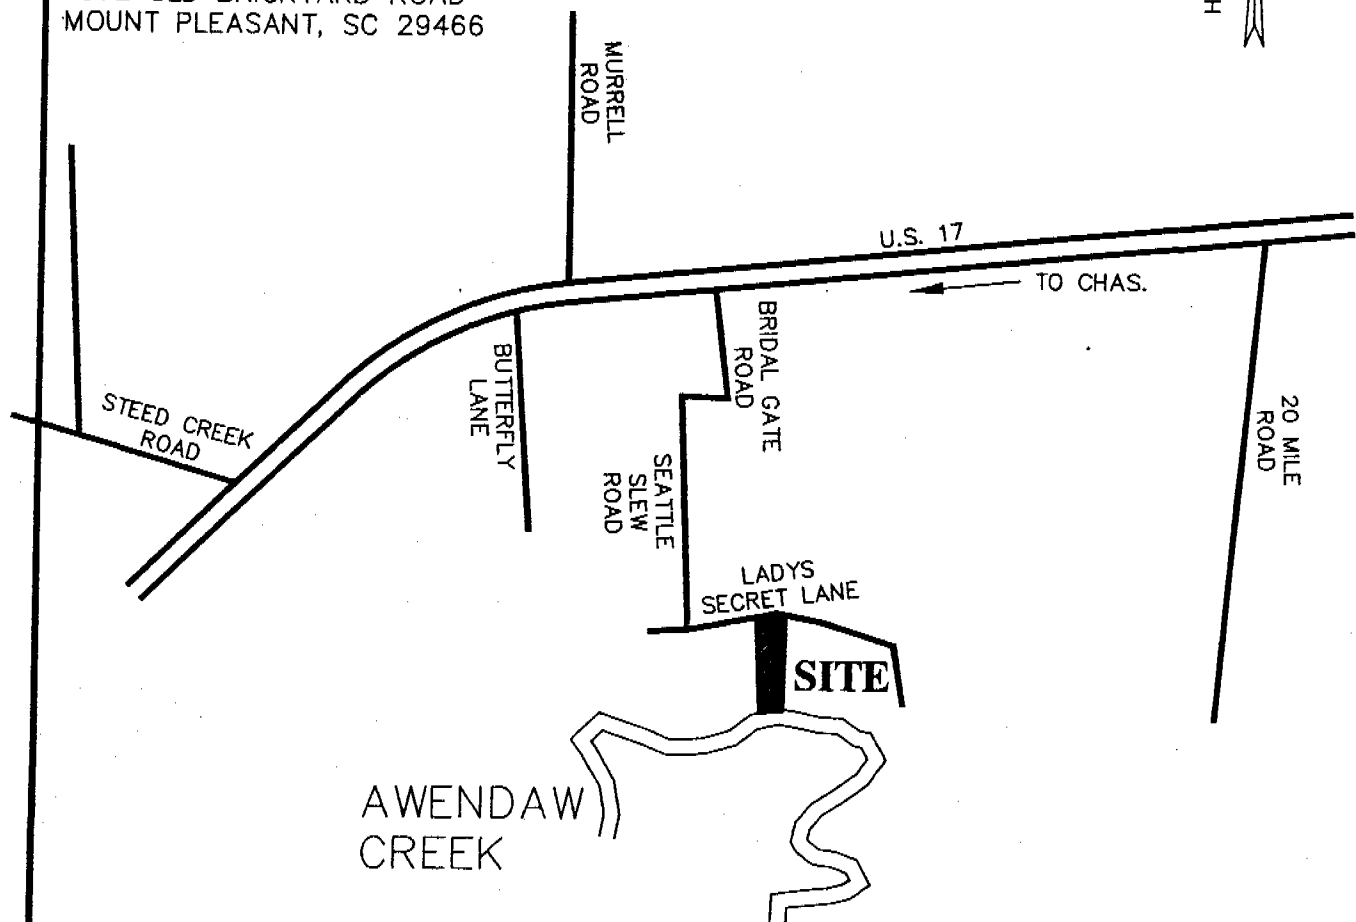 MOUNT PLEASANT, SC 29466
MURRELL
ROAD
U.S. 17
TO CHAS.
BRIDAL GATE
ROAD
20 MILE
ROAD
STEED CREEK
ROAD
BUTTERFLY
LANE
SEATTLE
SLEW
ROAD
LADYS
SECRET LANE
SITE
AWENDAW
CREEK